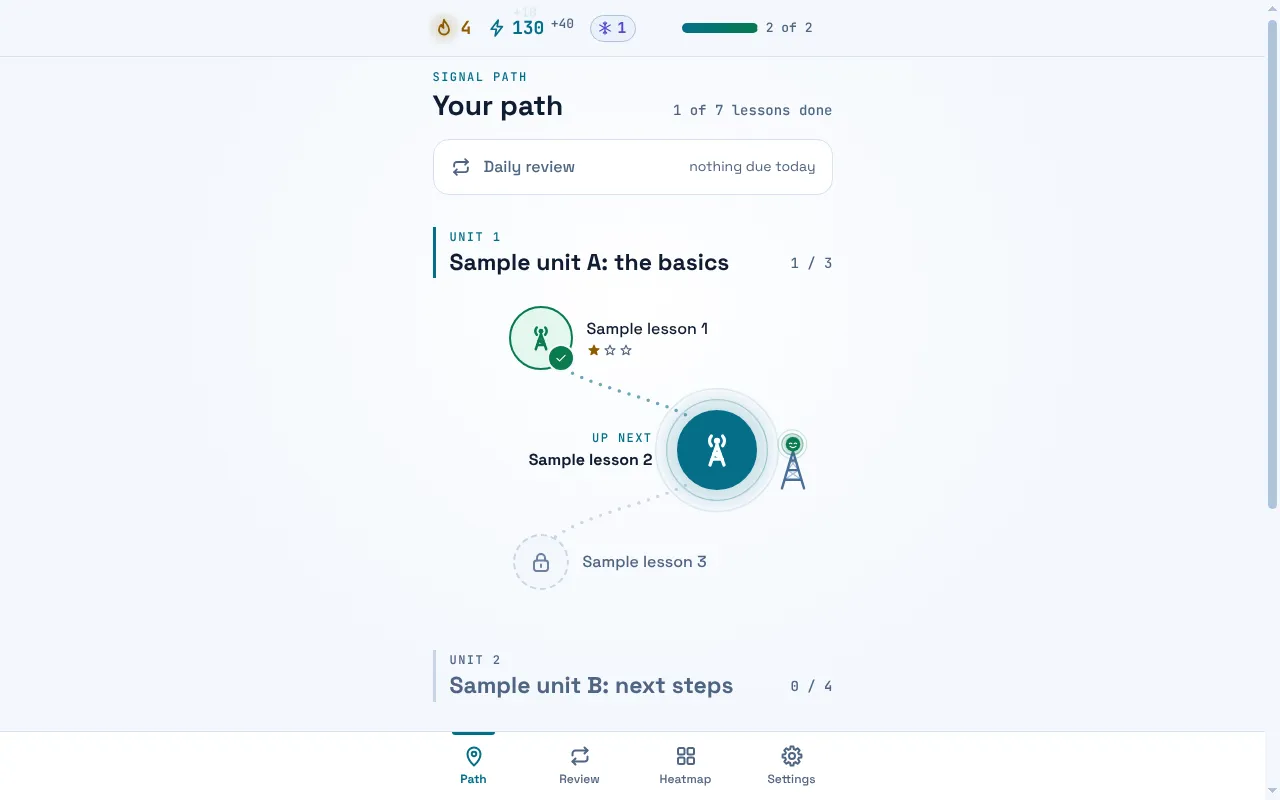 4 130 +40 1 2 of 2
SIGNAL PATH
Your path 1 of 7 lessons done
Daily review nothing due today
UNIT 1
Sample unit A: the basics 1 / 3
Sample lesson 1
UP NEXT
Sample lesson 2
Sample lesson 3
UNIT 2
Sample unit B: next steps 0 / 4
Path Review Heatmap Settings